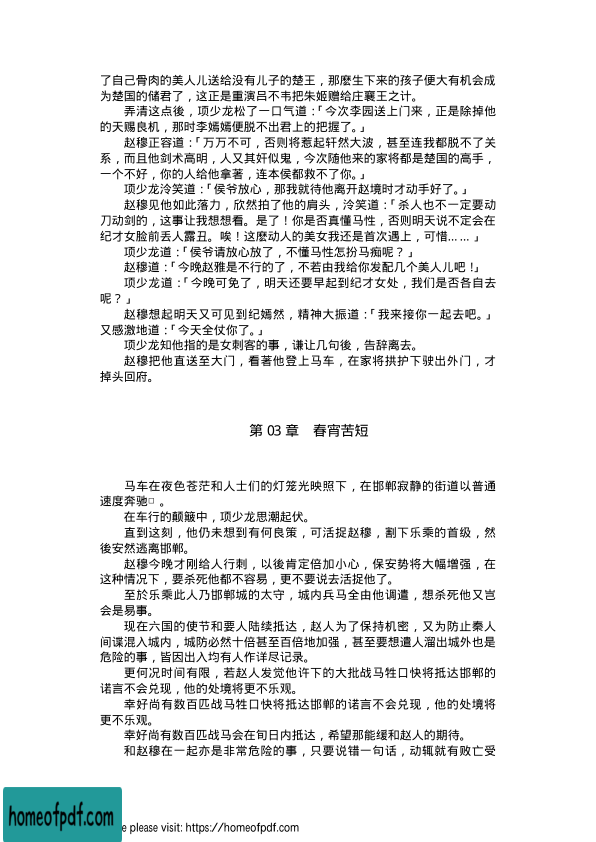 了自己骨肉的美人儿送给没有儿子的楚王，那麽生下来的孩子便大有机会成
为楚国的储君了，这正是重演吕不韦把朱姬赠给庄襄王之计。
弄清这点後，项少龙松了一口气道：「今次李园送上门来，正是除掉他
的天赐良机，那时李嫣嫣便脱不出君上的把握了。」
赵穆正容道：「万万不可，否则将惹起轩然大波，甚至连我都脱不了关
系，而且他剑术高明，人又其奸似鬼，今次随他来的家将都是楚国的高手，
一个不好，你的人给他拿著，连本侯都救不了你。」
项少龙泠笑道：「侯爷放心，那我就待他离开赵境时才动手好了。」
赵穆见他如此落力，欣然拍了他的肩头，泠笑道：「杀人也不一定要动
刀动剑的，这事让我想想看。是了！你是否真懂马性，否则明天说不定会在
纪才女脸前丢人露丑。唉！这麽动人的美女我还是首次遇上，可惜……」
项少龙道：「侯爷请放心放了，不懂马性怎扮马痴呢？」
赵穆道：「今晚赵雅是不行的了，不若由我给你发配几个美人儿吧！」
项少龙道：「今晚可免了，明天还要早起到纪才女处，我们是否各自去
呢？」
赵穆想起明天又可见到纪嫣然，精神大振道：「我来接你一起去吧。」
又感激地道：「今天全仗你了。」
项少龙知他指的是女刺客的事，谦让几句後，告辞离去。
赵穆把他直送至大门，看著他登上马车，在家将拱护下驶出外门，才
掉头回府。
第 03 章　春宵苦短
马车在夜色苍茫和人士们的灯笼光映照下，在邯郸寂静的街道以普通
速度奔驰□。
在车行的颠簸中，项少龙思潮起伏。
直到这刻，他仍未想到有何良策，可活捉赵穆，割下乐乘的首级，然
後安然逃离邯郸。
赵穆今晚才刚给人行刺，以後肯定倍加小心，保安势将大幅增强，在
这种情况下，要杀死他都不容易，更不要说去活捉他了。
至於乐乘此人乃邯郸城的太守，城内兵马全由他调遣，想杀死他又岂
会是易事。
现在六国的使节和要人陆续抵达，赵人为了保持机密，又为防止秦人
间谍混入城内，城防必然十倍甚至百倍地加强，甚至要想遣人溜出城外也是
危险的事，皆因出入均有人作详尽记录。
更何况时间有限，若赵人发觉他许下的大批战马牲口快将抵达邯郸的
诺言不会兑现，他的处境将更不乐观。
幸好尚有数百匹战马牲口快将抵达邯郸的诺言不会兑现，他的处境将
更不乐观。
幸好尚有数百匹战马会在旬日内抵达，希望那能缓和赵人的期待。
和赵穆在一起亦是非常危险的事，只要说错一句话，动辄就有败亡受
homeofpdf.com
e please visit: https://homeofpdf.com